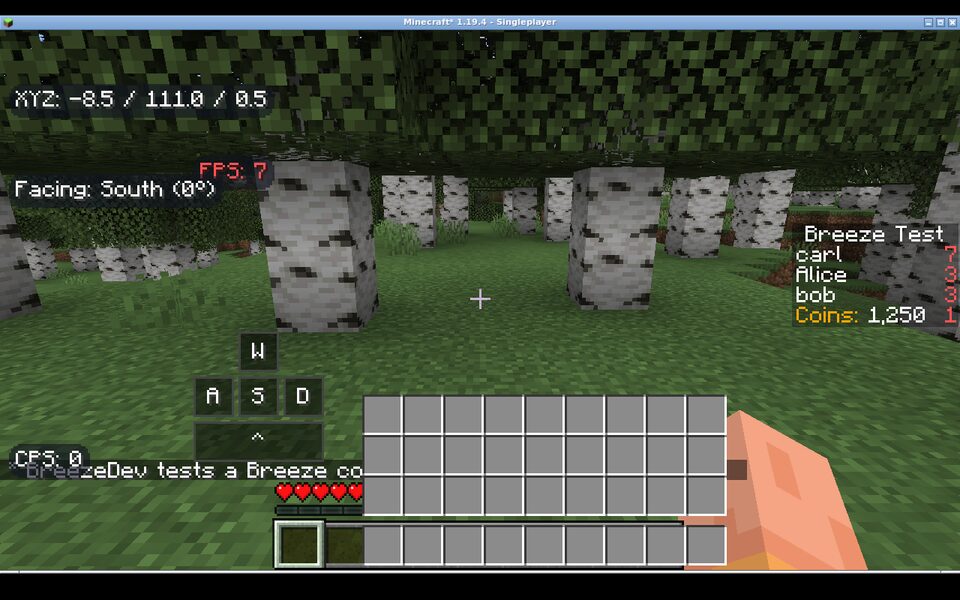 Minecraft* 1.19.4 - Singleplayer
XYZ: -8.5 / 111.0 / 0.5
FPS: 7
Facing: South (0º)
Breeze Test
carl 7
Alice 3
bob 3
Coins: 1,250 1
W
A S D
^
CPS: 0
BreezeDev tests a Breeze co